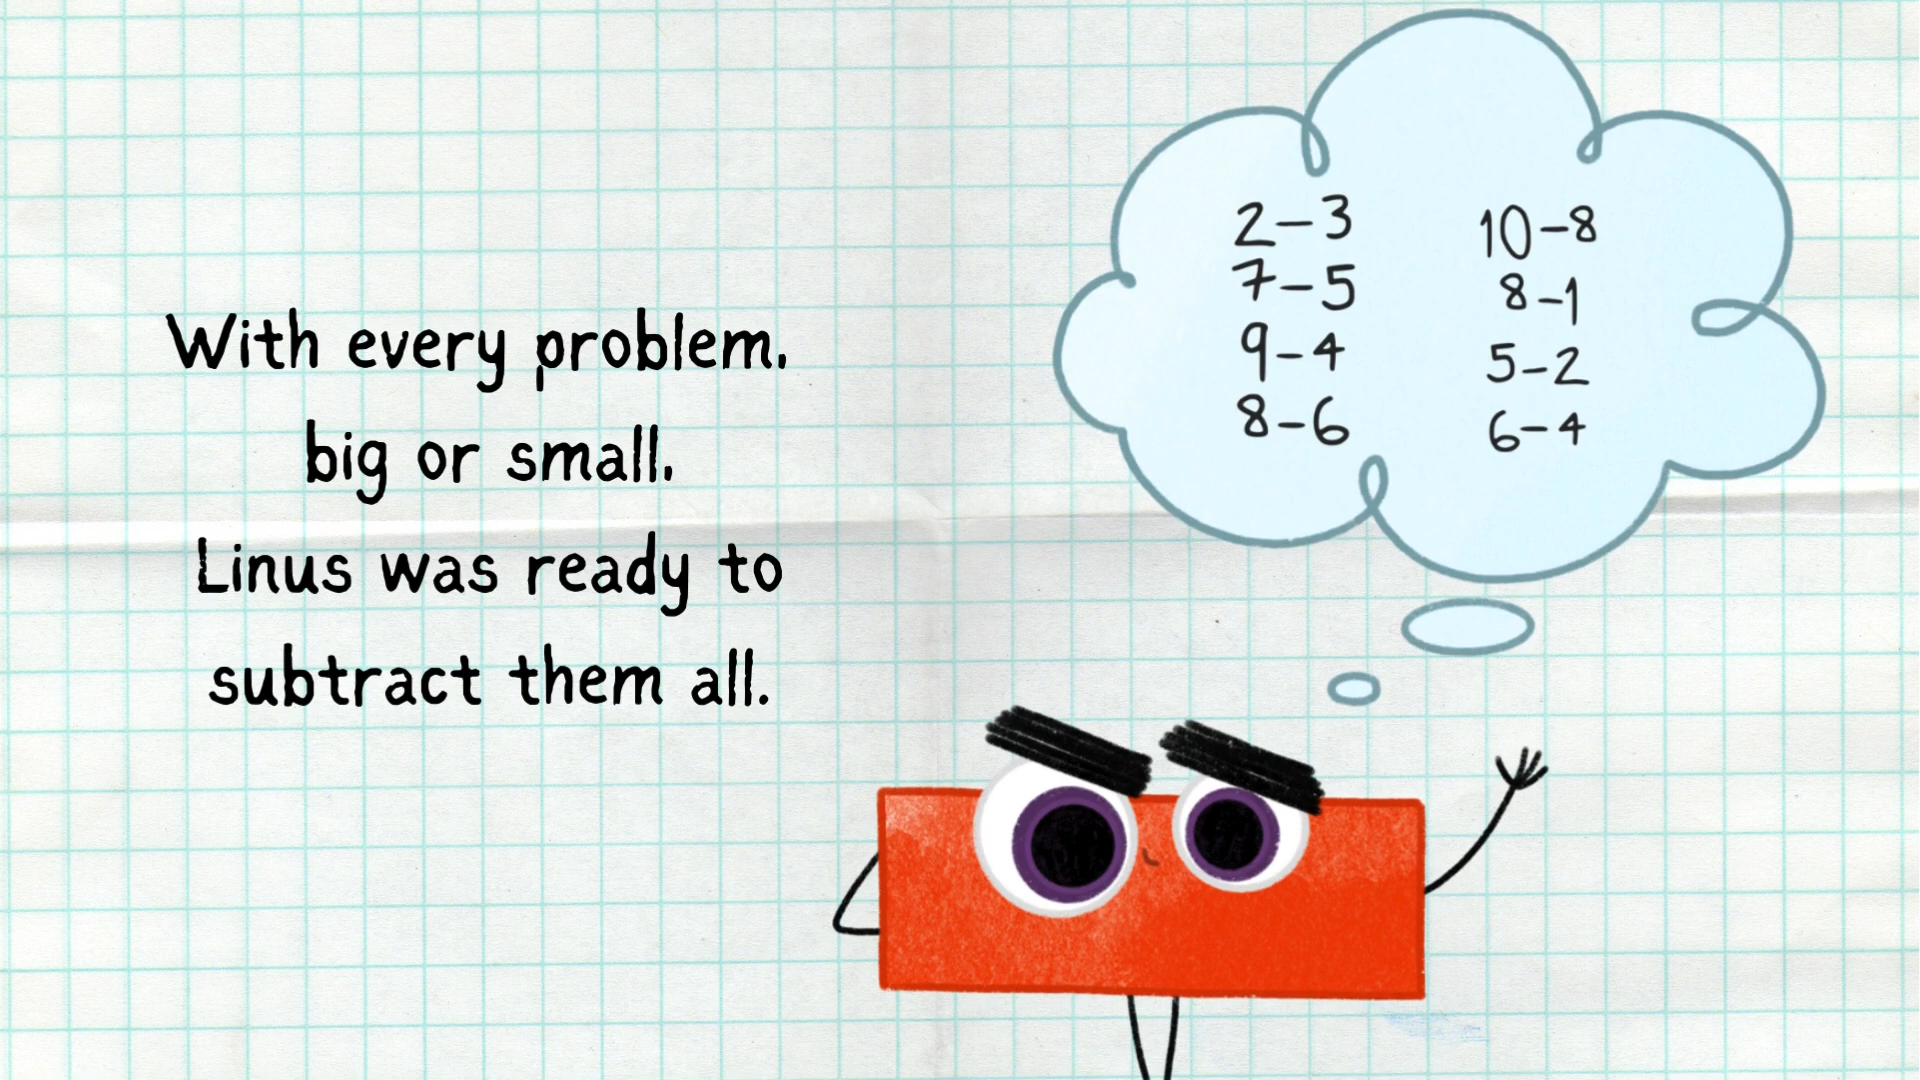 With every problem,
big or small,
Linus was ready to
subtract them all.
2-3
7-5
9-4
8-6
10-8
8-1
5-2
6-4